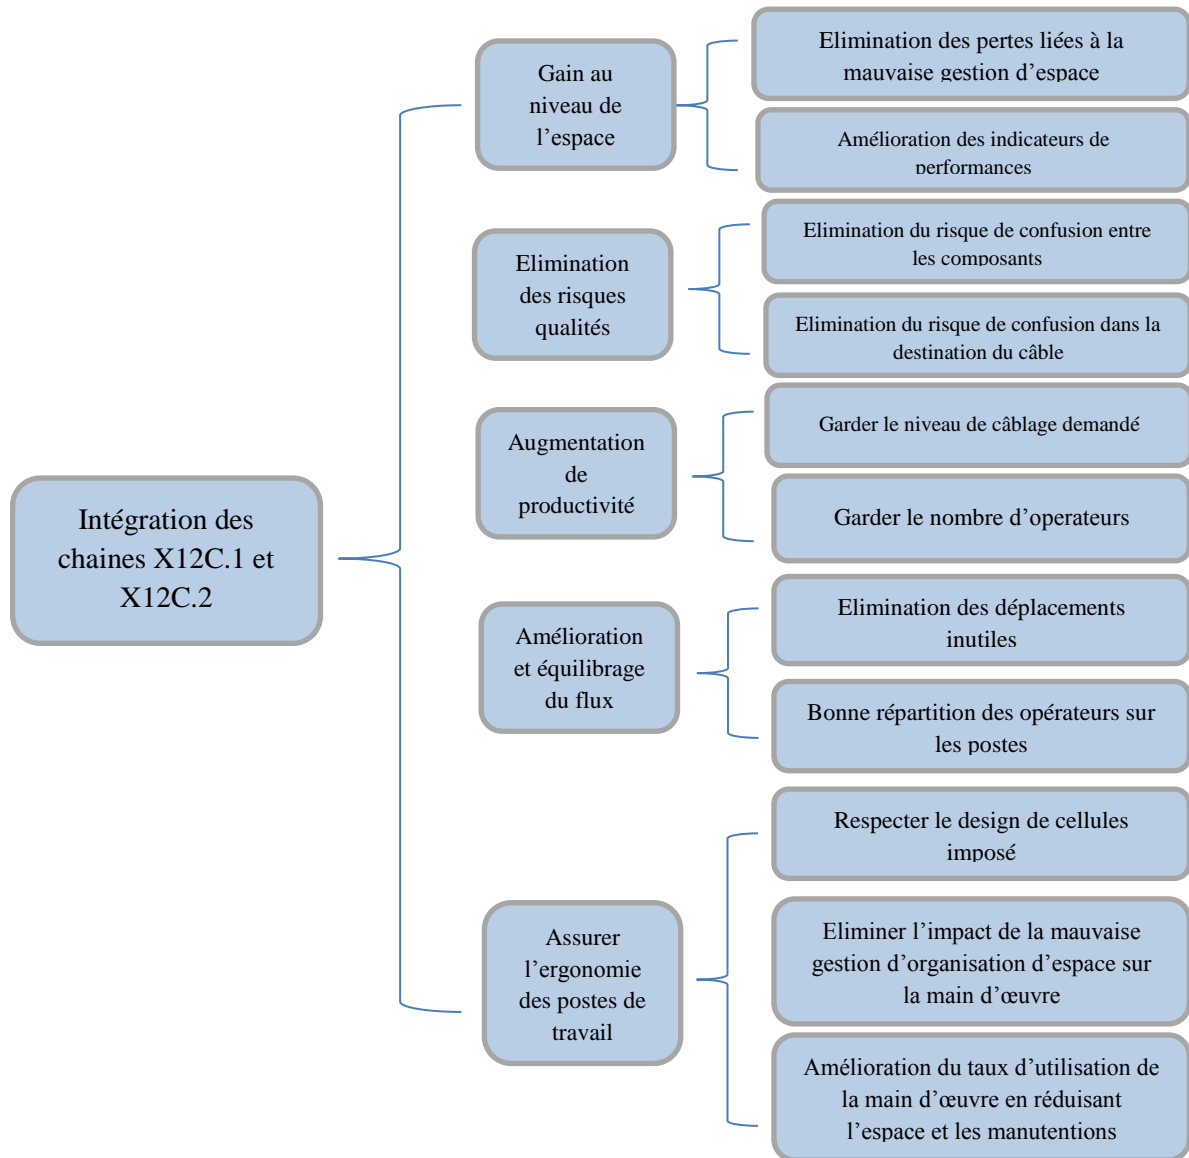 Gain au
niveau de
l’espace
Elimination des pertes liées à la
mauvaise gestion d’espace
Amélioration des indicateurs de
performances
Elimination
des risques
qualités
Elimination du risque de confusion entre
les composants
Elimination du risque de confusion dans la
destination du câble
Augmentation
de
productivité
Garder le niveau de câblage demandé
Garder le nombre d’operateurs
Intégration des
chaines X12C.1 et
X12C.2
Amélioration
et équilibrage
du flux
Elimination des déplacements
inutiles
Bonne répartition des opérateurs sur
les postes
Assurer
l’ergonomie
des postes de
travail
Respecter le design de cellules
imposé
Eliminer l’impact de la mauvaise
gestion d’organisation d’espace sur
la main d’œuvre
Amélioration du taux d’utilisation de
la main d’œuvre en réduisant
l’espace et les manutentions